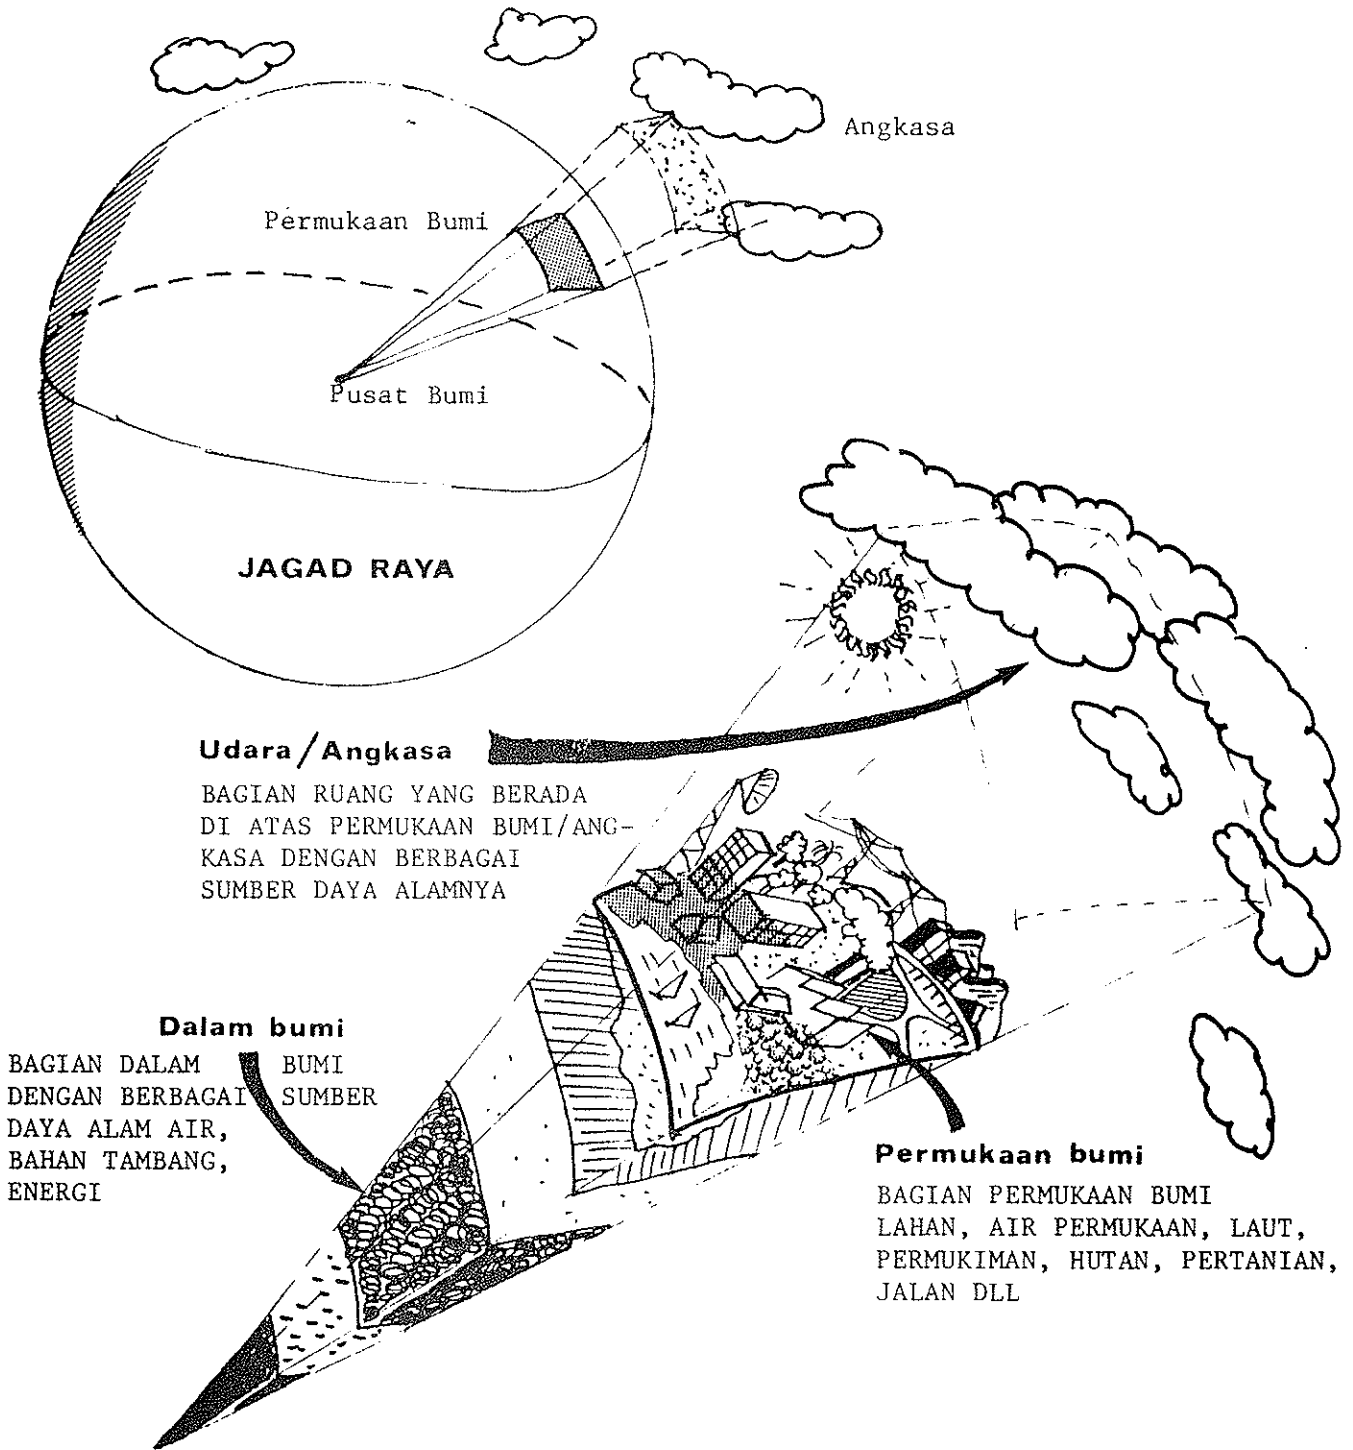 Angkasa
Permukaan Bumi
Pusat Bumi
JAGAD RAYA
Udara/Angkasa
BAGIAN RUANG YANG BERADA
DI ATAS PERMUKAAN BUMI/ANG-
KASA DENGAN BERBAGAI
SUMBER DAYA ALAMNYA
Dalam bumi
BAGIAN DALAM BUMI
DENGAN BERBAGAI SUMBER
DAYA ALAM AIR,
BAHAN TAMBANG,
ENERGI
Permukaan bumi
BAGIAN PERMUKAAN BUMI
LAHAN, AIR PERMUKAAN, LAUT,
PERMUKIMAN, HUTAN, PERTANIAN,
JALAN DLL